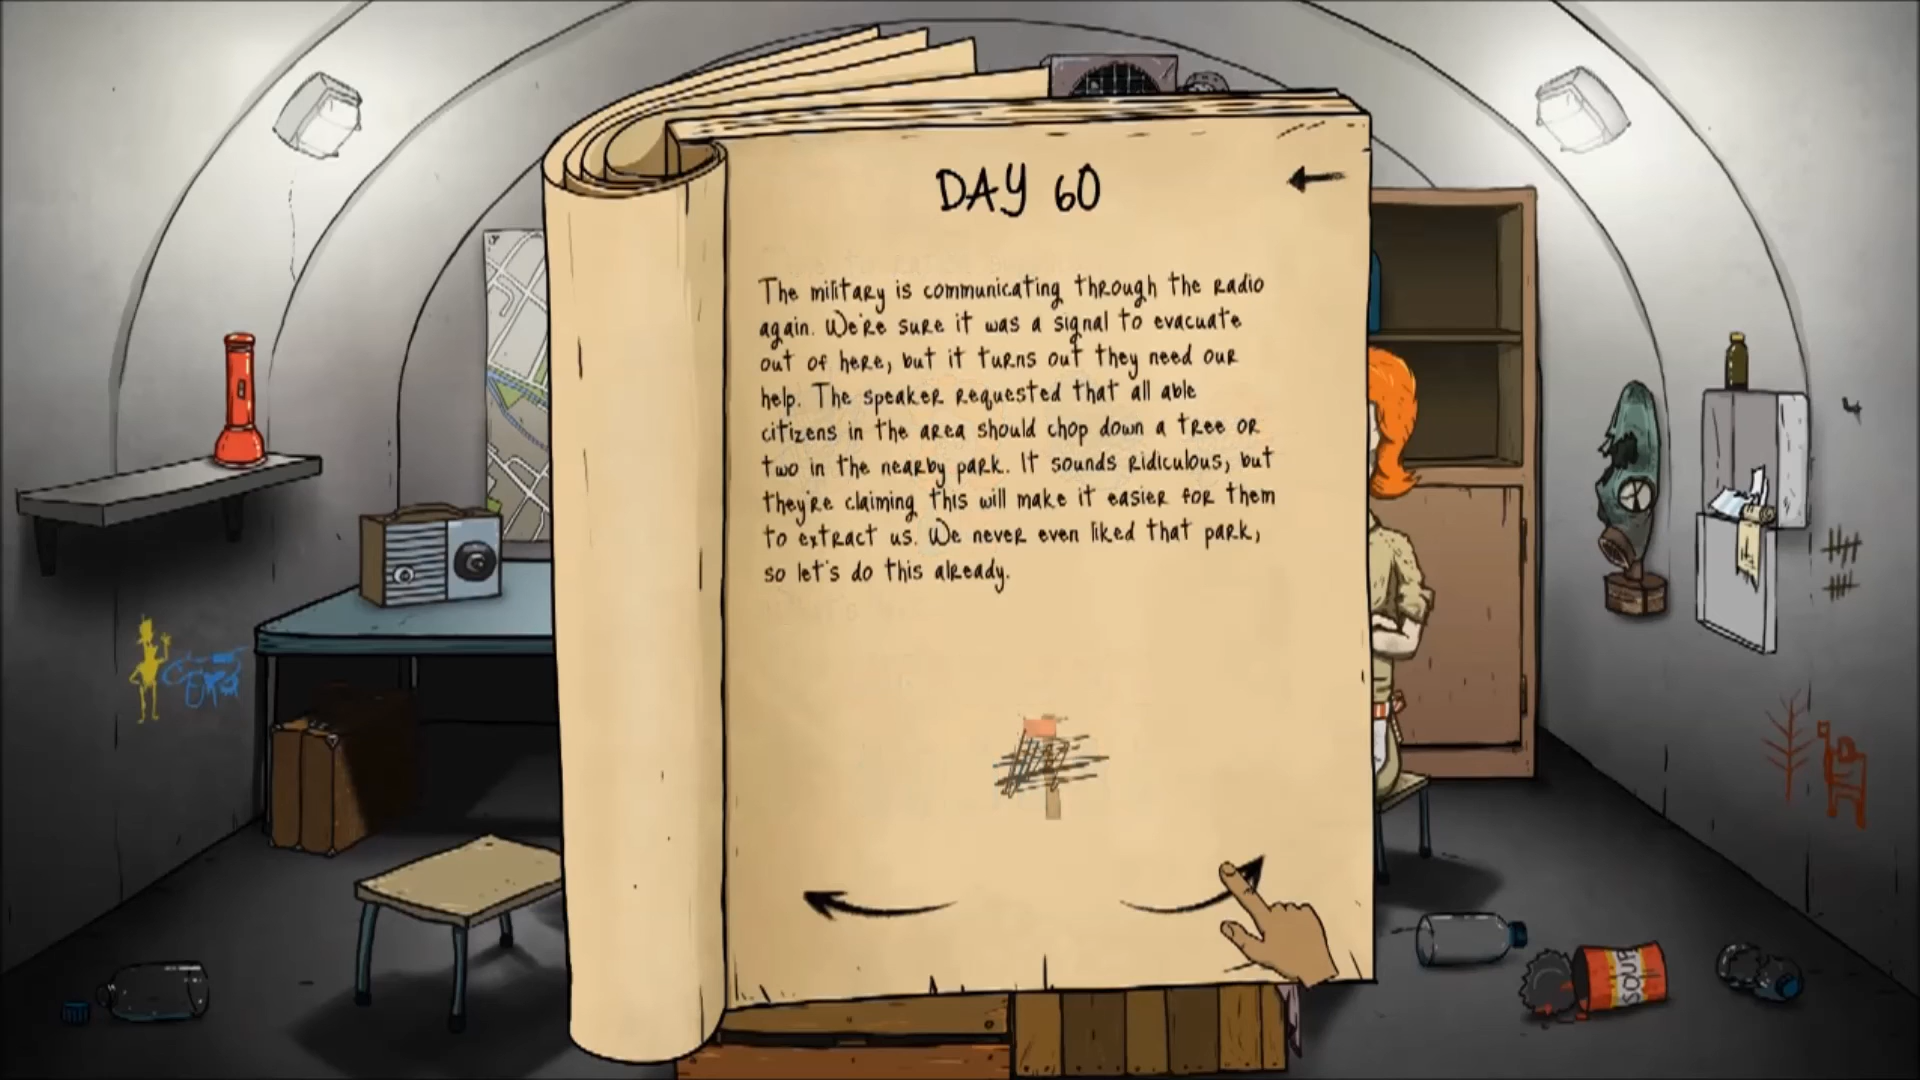 DAY 60
The military is communicating through the radio
again. We're sure it was a signal to evacuate
out of here, but it turns out they need our
help. The speaker requested that all able
citizens in the area should chop down a tree or
two in the nearby park. It sounds ridiculous, but
they're claiming this will make it easier for them
to extract us. We never even liked that park,
so let's do this already.
SOUP